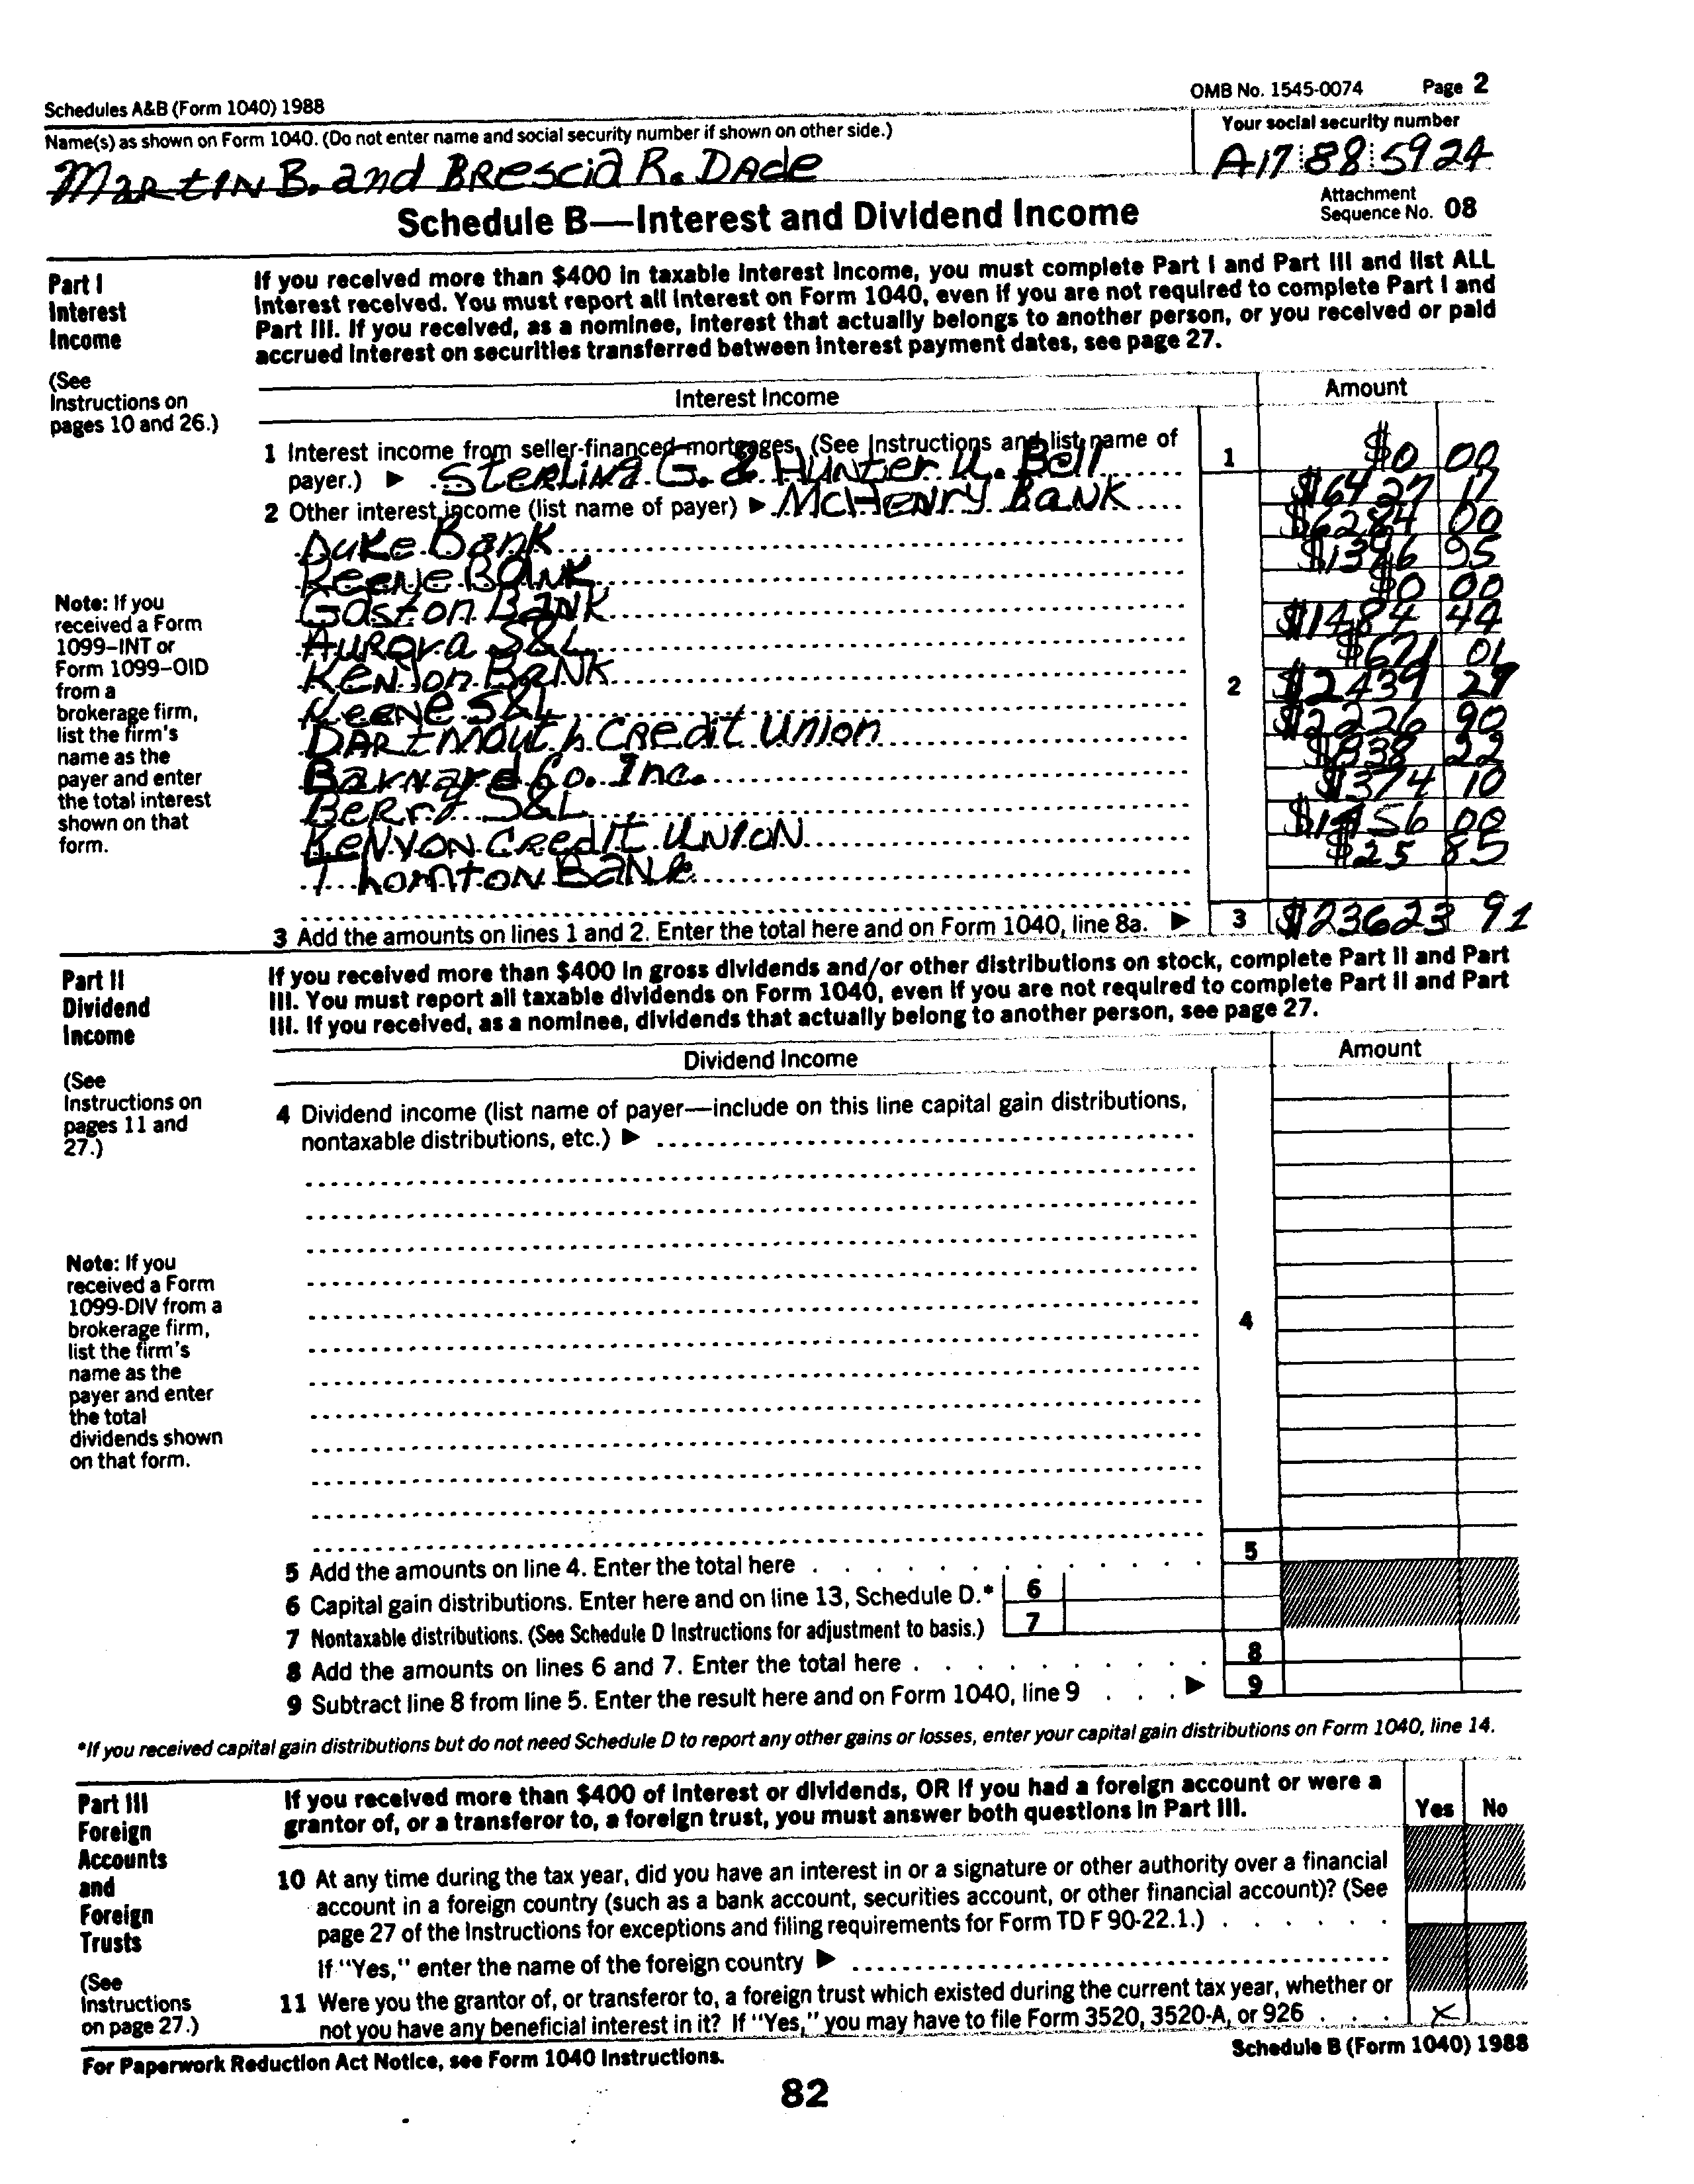 Schedules A&B (Form 1040) 1988
OMB No. 1545-0074 Page 2
Name(s) as shown on Form 1040. (Do not enter name and social security number if shown on other side.)
Your social security number
MARTIN B. and BRescia R. DAde
A17 88 5924
Schedule B—Interest and Dividend Income
Attachment
Sequence No. 08
Part I
Interest
Income
(See
Instructions on
pages 10 and 26.)
If you received more than $400 in taxable interest income, you must complete Part I and Part III and list ALL
interest received. You must report all interest on Form 1040, even if you are not required to complete Part I and
Part III. If you received, as a nominee, interest that actually belongs to another person, or you received or paid
accrued interest on securities transferred between interest payment dates, see page 27.
Interest Income
Amount
1 Interest income from seller-financed mortgages. (See Instructions and list name of
payer.) ▶ Sterling G. & Hunter U. Bell
1 $0 00
2 Other interest income (list name of payer) ▶ McHenry Bank
$6427 17
Duke Bank
$6284 00
Keene Bank
$1396 95
Gaston Bank
$0 00
Aurora S&L
$1484 44
Kenyon Bank
$671 01
Keene S&L
2 $2439 29
Dartmouth Credit Union
$2226 90
Barnard Co. Inc.
$838 22
Berry S&L
$374 10
Kenyon Credit Union
56 00
Thornton Bank
$25 85
Note: If you
received a Form
1099–INT or
Form 1099–OID
from a
brokerage firm,
list the firm's
name as the
payer and enter
the total interest
shown on that
form.
3 Add the amounts on lines 1 and 2. Enter the total here and on Form 1040, line 8a. ▶ 3 $23623 91
Part II
Dividend
Income
(See
Instructions on
pages 11 and
27.)
If you received more than $400 in gross dividends and/or other distributions on stock, complete Part II and Part
III. You must report all taxable dividends on Form 1040, even if you are not required to complete Part II and Part
III. If you received, as a nominee, dividends that actually belong to another person, see page 27.
Dividend Income
Amount
4 Dividend income (list name of payer—include on this line capital gain distributions,
nontaxable distributions, etc.) ▶
4
Note: If you
received a Form
1099-DIV from a
brokerage firm,
list the firm's
name as the
payer and enter
the total
dividends shown
on that form.
5 Add the amounts on line 4. Enter the total here . . . . . . . . . . . . 5
6 Capital gain distributions. Enter here and on line 13, Schedule D.* 6
7 Nontaxable distributions. (See Schedule D Instructions for adjustment to basis.) 7
8 Add the amounts on lines 6 and 7. Enter the total here . . . . . . . . . . 8
9 Subtract line 8 from line 5. Enter the result here and on Form 1040, line 9 . . . ▶ 9
*If you received capital gain distributions but do not need Schedule D to report any other gains or losses, enter your capital gain distributions on Form 1040, line 14.
Part III
Foreign
Accounts
and
Foreign
Trusts
(See
Instructions
on page 27.)
If you received more than $400 of interest or dividends, OR if you had a foreign account or were a
grantor of, or a transferor to, a foreign trust, you must answer both questions in Part III.
Yes No
10 At any time during the tax year, did you have an interest in or a signature or other authority over a financial
account in a foreign country (such as a bank account, securities account, or other financial account)? (See
page 27 of the Instructions for exceptions and filing requirements for Form TD F 90-22.1.) . . . . . .
If "Yes," enter the name of the foreign country ▶
11 Were you the grantor of, or transferor to, a foreign trust which existed during the current tax year, whether or
not you have any beneficial interest in it? If "Yes," you may have to file Form 3520, 3520-A, or 926 . . . X
For Paperwork Reduction Act Notice, see Form 1040 Instructions.
Schedule B (Form 1040) 1988
82